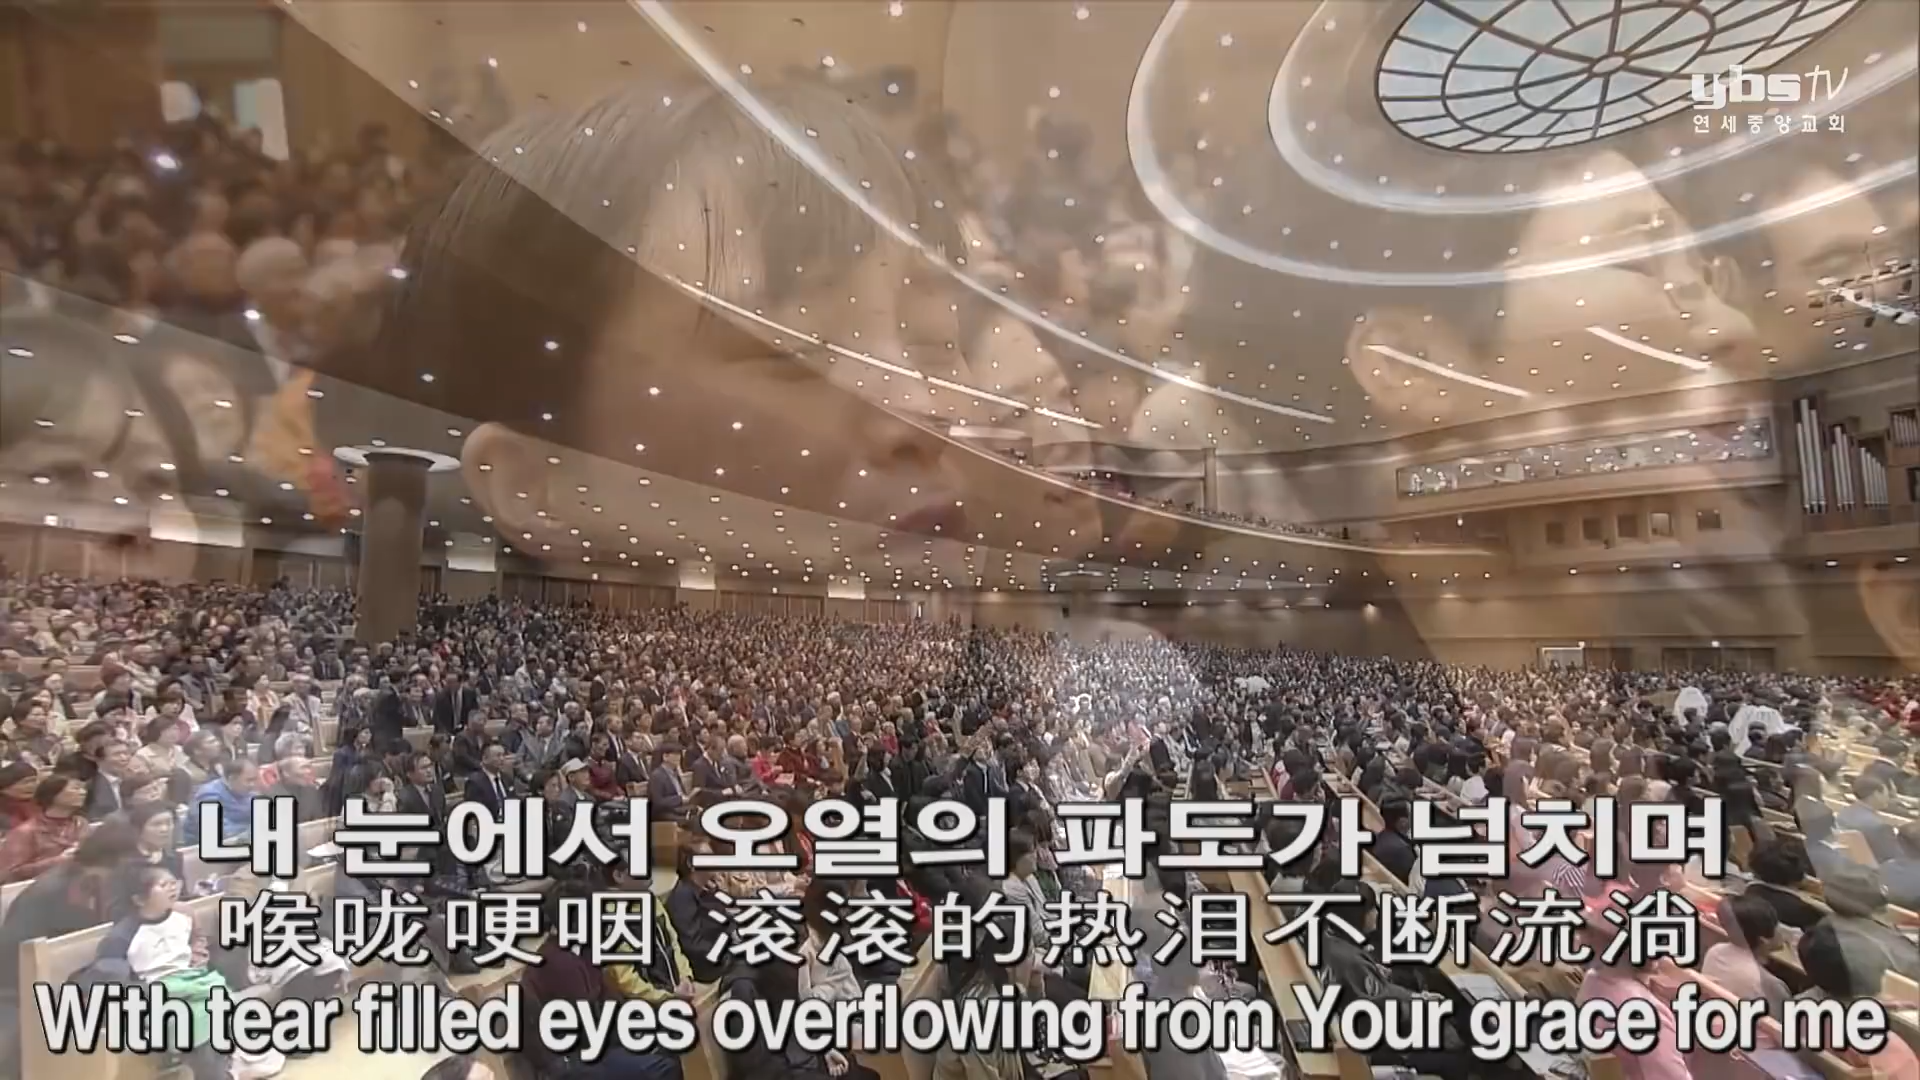 ybs TV
연세중앙교회
내 눈에서 오열의 파도가 넘치며
喉咙哽咽 滚滚的热泪不断流淌
With tear filled eyes overflowing from Your grace for me